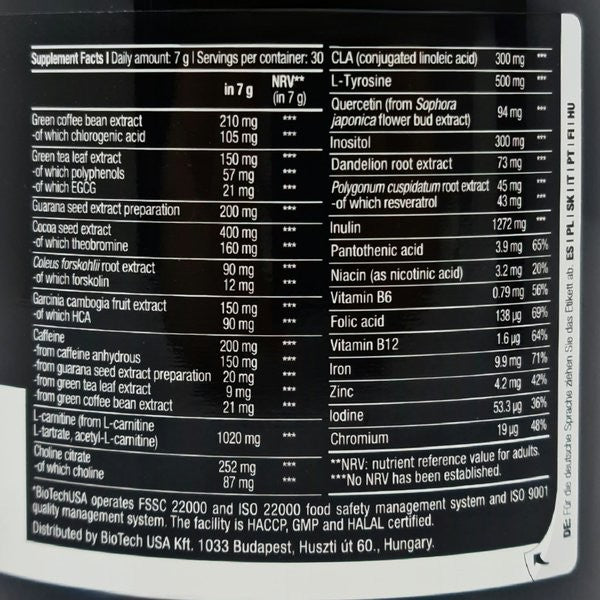 Supplement Facts I Daily amount: 7 g I Servings per container: 30
in 7 g NRV** (in 7 g)
Green coffee bean extract 210 mg ***
-of which chlorogenic acid 105 mg ***
Green tea leaf extract 150 mg ***
-of which polyphenols 57 mg ***
-of which EGCG 21 mg ***
Guarana seed extract preparation 200 mg ***
Cocoa seed extract 400 mg ***
-of which theobromine 160 mg ***
Coleus forskohlii root extract 90 mg ***
-of which forskolin 12 mg ***
Garcinia cambogia fruit extract 150 mg ***
-of which HCA 90 mg ***
Caffeine 200 mg ***
-from caffeine anhydrous 150 mg ***
-from guarana seed extract preparation 20 mg ***
-from green tea leaf extract 9 mg ***
-from green coffee bean extract 21 mg ***
L-carnitine (from L-carnitine
L-tartrate, acetyl-L-carnitine) 1020 mg ***
Choline citrate 252 mg ***
-of which choline 87 mg ***
CLA (conjugated linoleic acid) 300 mg ***
L-Tyrosine 500 mg ***
Quercetin (from Sophora
japonica flower bud extract) 94 mg ***
Inositol 300 mg ***
Dandelion root extract 73 mg ***
Polygonum cuspidatum root extract 45 mg ***
-of which resveratrol 43 mg ***
Inulin 1272 mg ***
Pantothenic acid 3.9 mg 65%
Niacin (as nicotinic acid) 3.2 mg 20%
Vitamin B6 0.79 mg 56%
Folic acid 138 µg 69%
Vitamin B12 1.6 µg 64%
Iron 9.9 mg 71%
Zinc 4.2 mg 42%
Iodine 53.3 µg 36%
Chromium 19 µg 48%
**NRV: nutrient reference value for adults.
***No NRV has been established.
*BioTechUSA operates FSSC 22000 and ISO 22000 food safety management system and ISO 9001
quality management system. The facility is HACCP, GMP and HALAL certified.
Distributed by BioTech USA Kft. 1033 Budapest, Huszti út 60., Hungary.
DE: Für die deutsche Sprache ziehen Sie das Etikett ab. ES I PL I SK I IT I PT I FI I HU